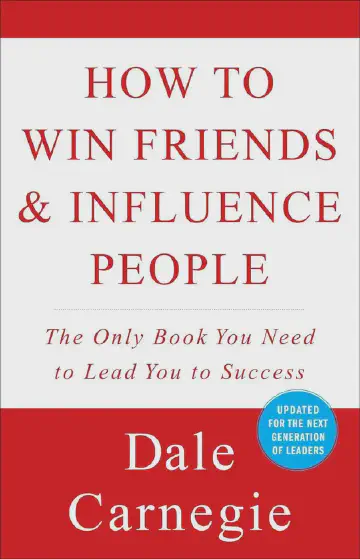 HOW TO
WIN FRIENDS
& INFLUENCE
PEOPLE
The Only Book You Need
to Lead You to Success
UPDATED
FOR THE NEXT
GENERATION
OF LEADERS
Dale
Carnegie